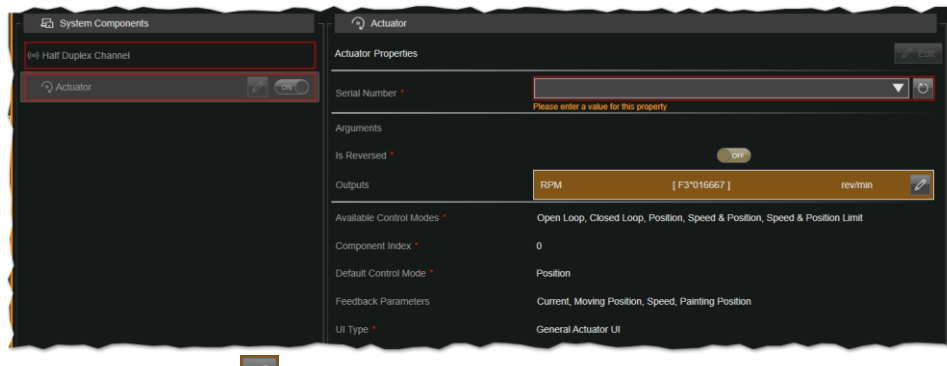 System Components
Actuator
Half Duplex Channel
Actuator Properties
Edit
Actuator
ON
Serial Number *
Please enter a value for this property
Arguments
Is Reversed *
OFF
Outputs
RPM [ F3*016667 ] rev/min
Available Control Modes *
Open Loop, Closed Loop, Position, Speed & Position, Speed & Position Limit
Component Index *
0
Default Control Mode *
Position
Feedback Parameters
Current, Moving Position, Speed, Painting Position
UI Type *
General Actuator UI